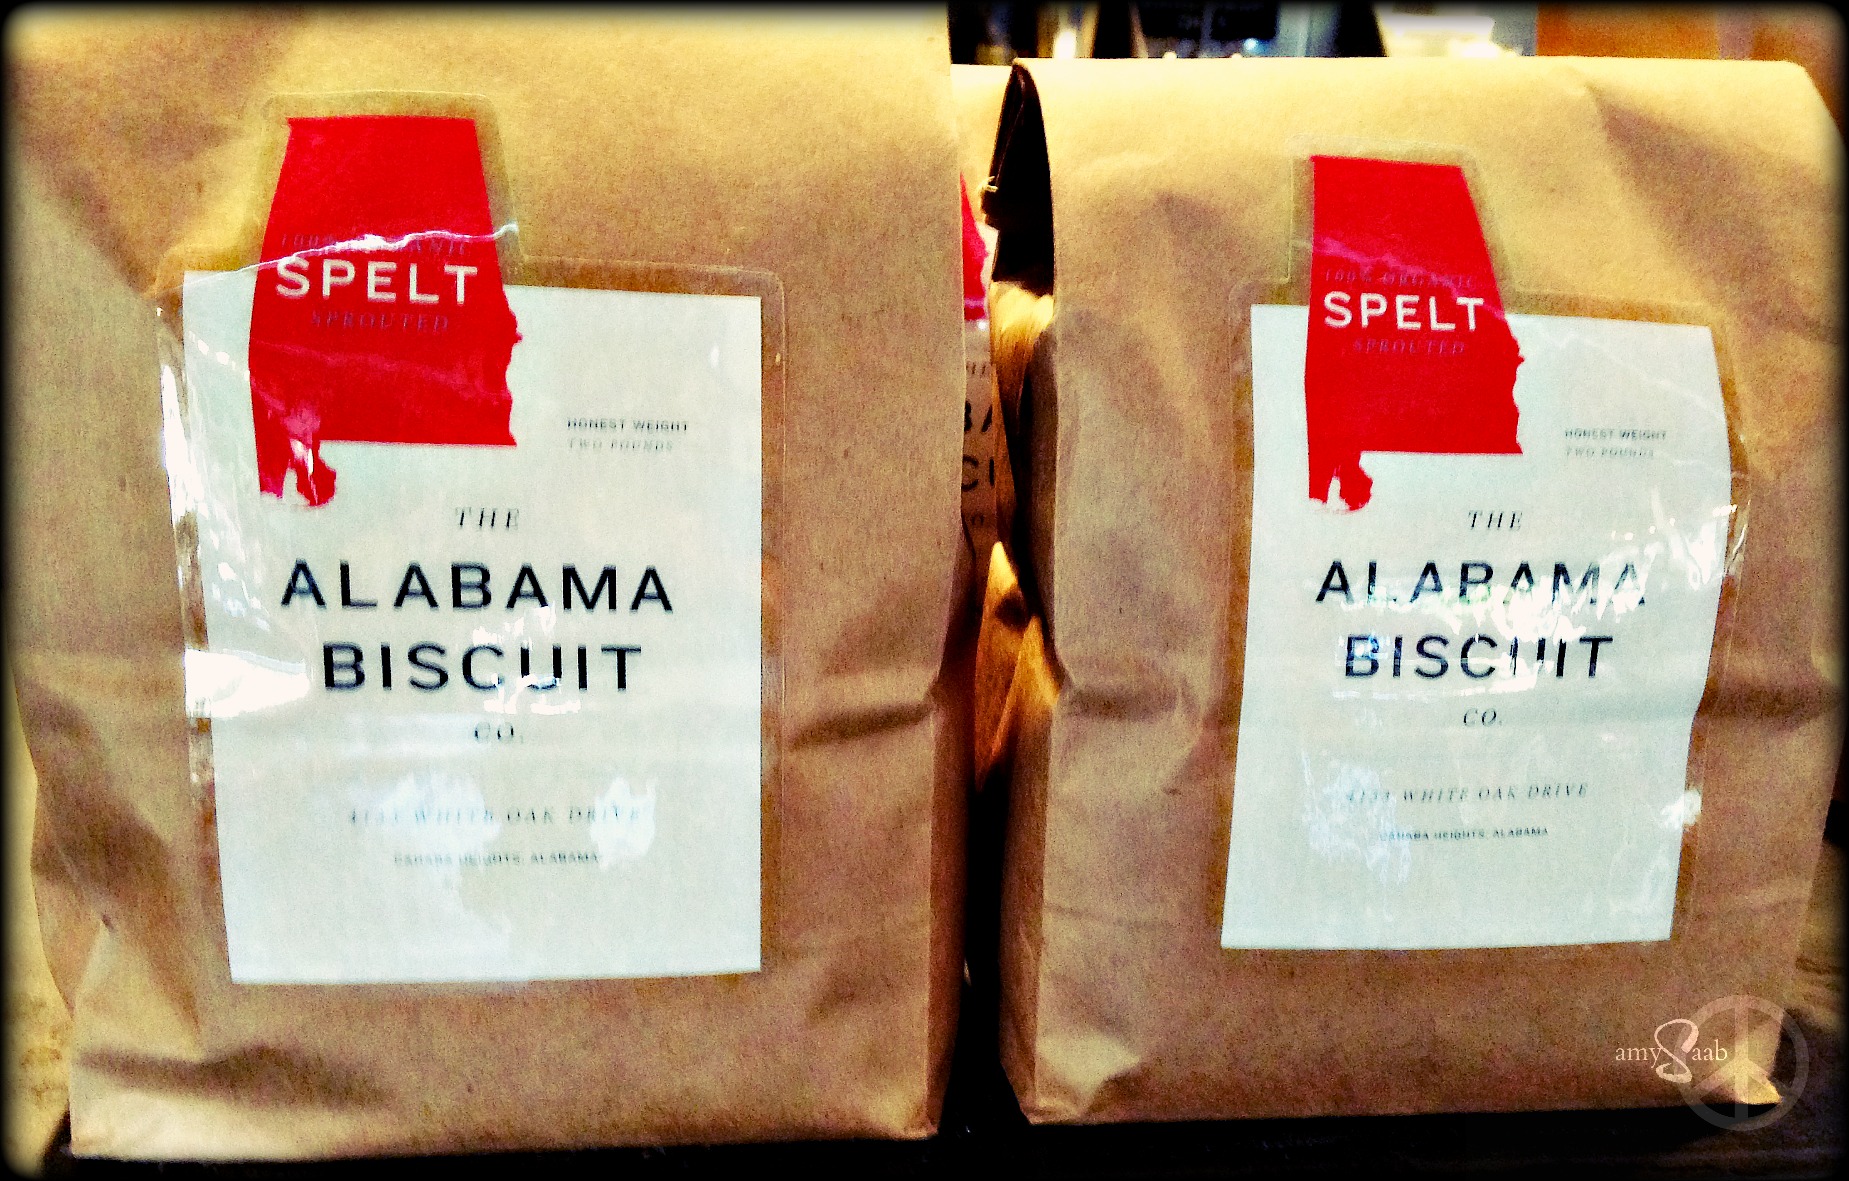 100% ORGANIC
SPELT
SPROUTED
HONEST WEIGHT
TWO POUNDS
THE
ALABAMA
BISCUIT
CO.
WHITE OAK DRIVE
CAHABA HEIGHTS, ALABAMA
100% ORGANIC
SPELT
SPROUTED
HONEST WEIGHT
TWO POUNDS
THE
ALABAMA
BISCUIT
CO.
WHITE OAK DRIVE
CAHABA HEIGHTS, ALABAMA
amy Saab